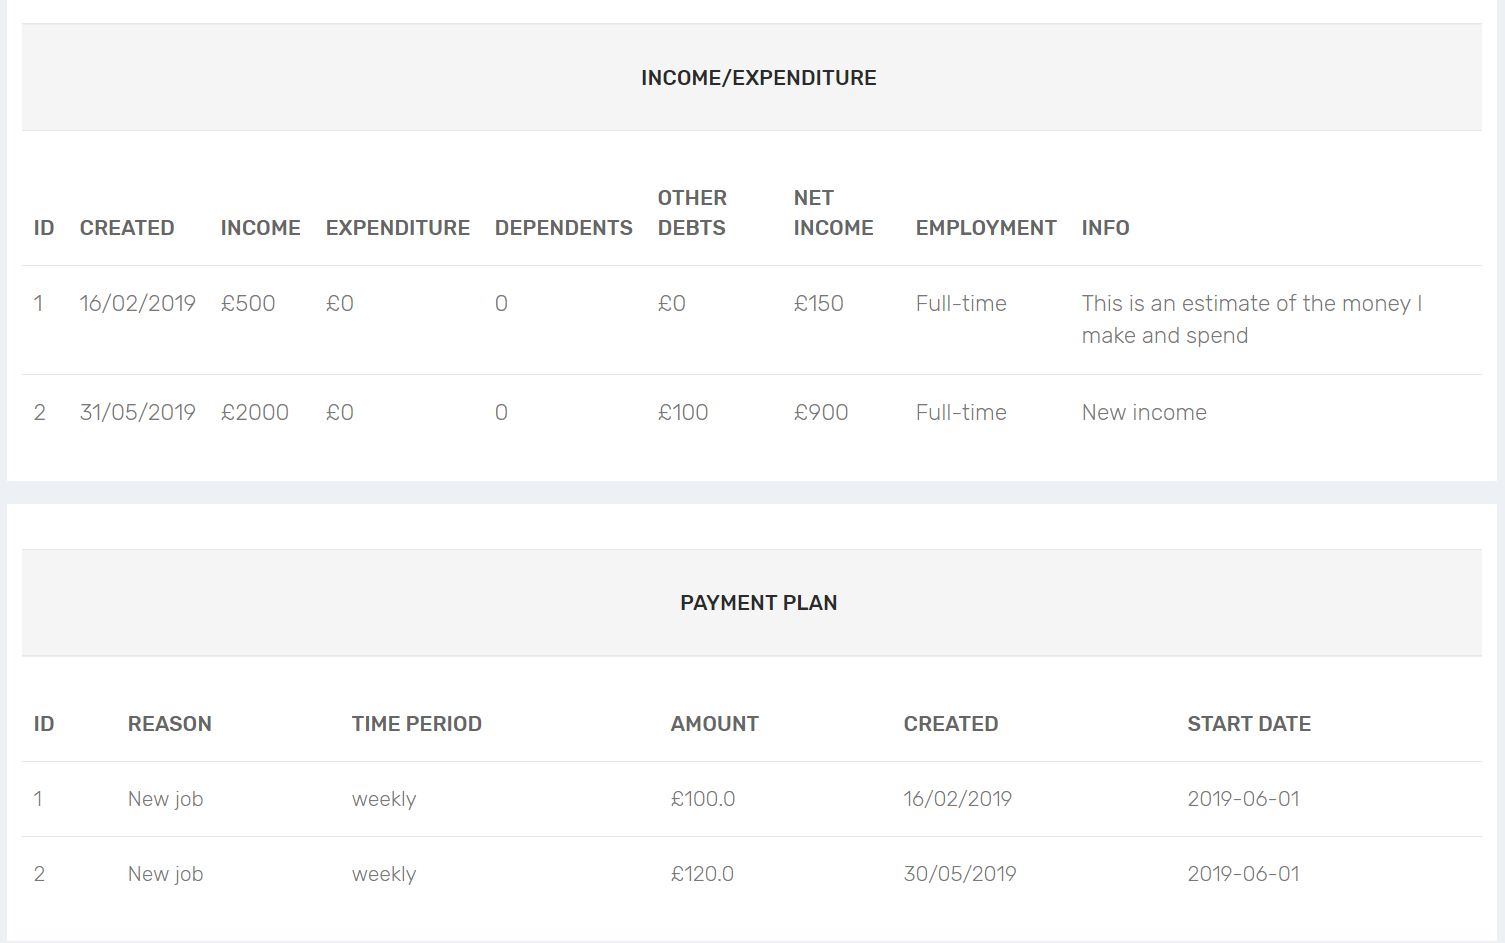 INCOME/EXPENDITURE
ID CREATED INCOME EXPENDITURE DEPENDENTS OTHER DEBTS NET INCOME EMPLOYMENT INFO
1 16/02/2019 £500 £0 0 £0 £150 Full-time This is an estimate of the money I
make and spend
2 31/05/2019 £2000 £0 0 £100 £900 Full-time New income
PAYMENT PLAN
ID REASON TIME PERIOD AMOUNT CREATED START DATE
1 New job weekly £100.0 16/02/2019 2019-06-01
2 New job weekly £120.0 30/05/2019 2019-06-01